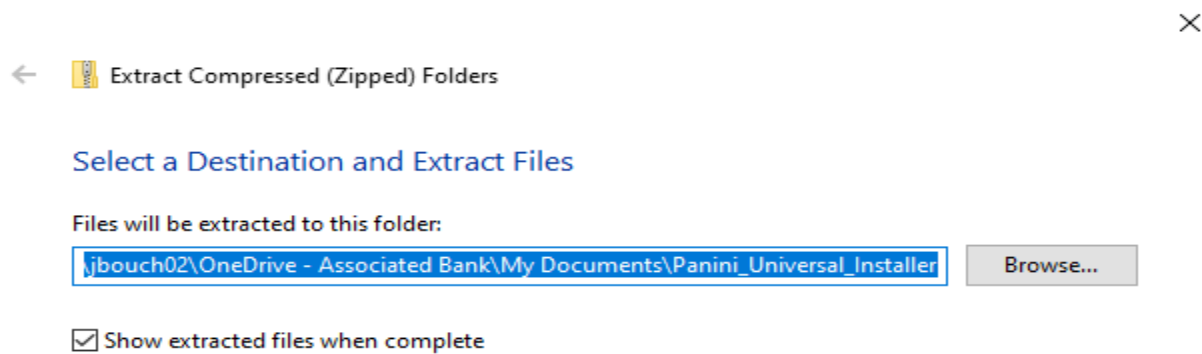 Extract Compressed (Zipped) Folders
Select a Destination and Extract Files
Files will be extracted to this folder:
\jbouch02\OneDrive - Associated Bank\My Documents\Panini_Universal_Installer
Browse...
Show extracted files when complete